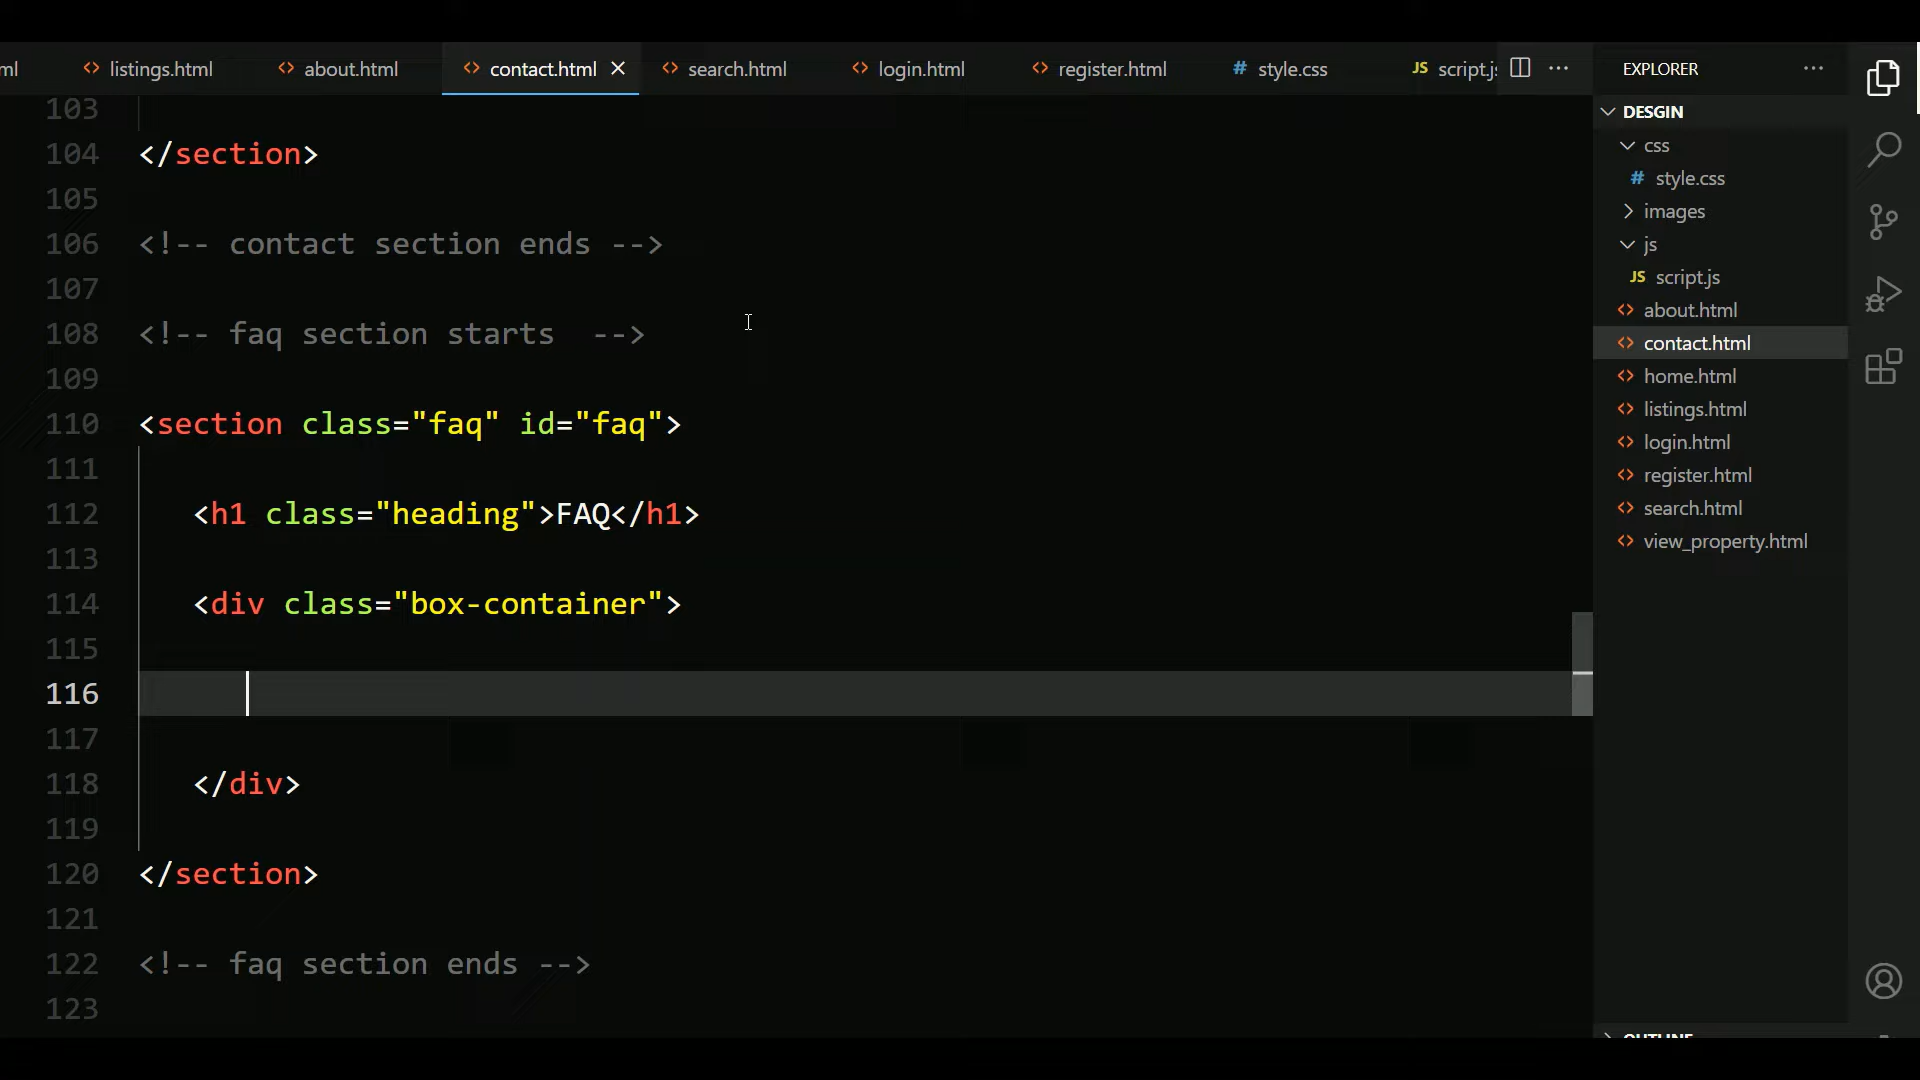 ml listings.html about.html contact.html search.html login.html register.html # style.css JS script.js ···
103
104 </section>
105
106 <!-- contact section ends -->
107
108 <!-- faq section starts  -->
109
110 <section class="faq" id="faq">
111
112 <h1 class="heading">FAQ</h1>
113
114 <div class="box-container">
115
116
117
118 </div>
119
120 </section>
121
122 <!-- faq section ends -->
123
EXPLORER ···
DESGIN
css
# style.css
images
js
JS script.js
about.html
contact.html
home.html
listings.html
login.html
register.html
search.html
view_property.html
OUTLINE